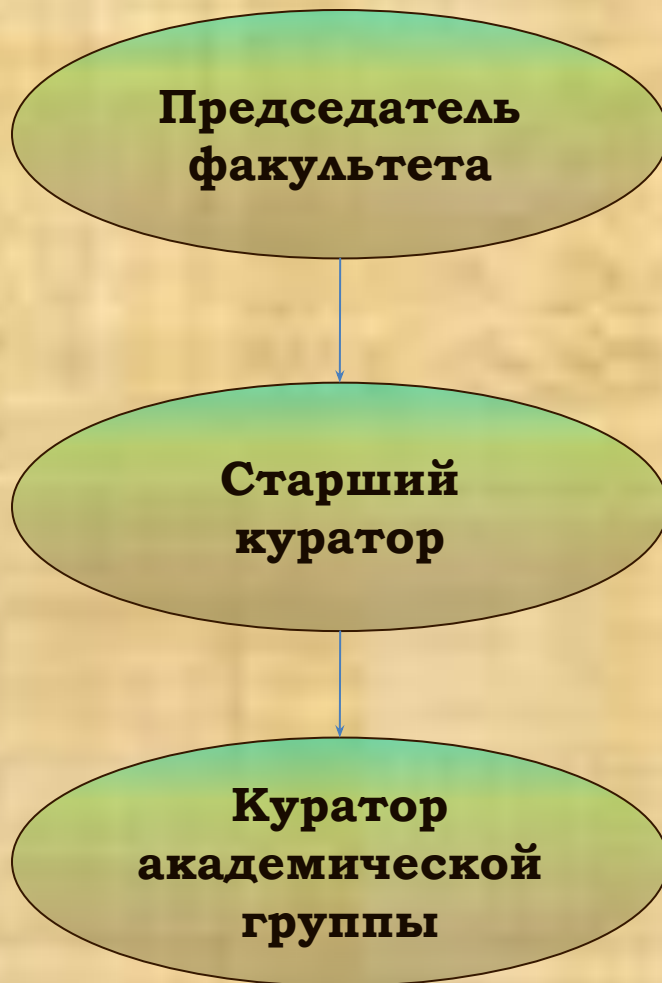 Председатель
факультета
Старший
куратор
Куратор
академической
группы